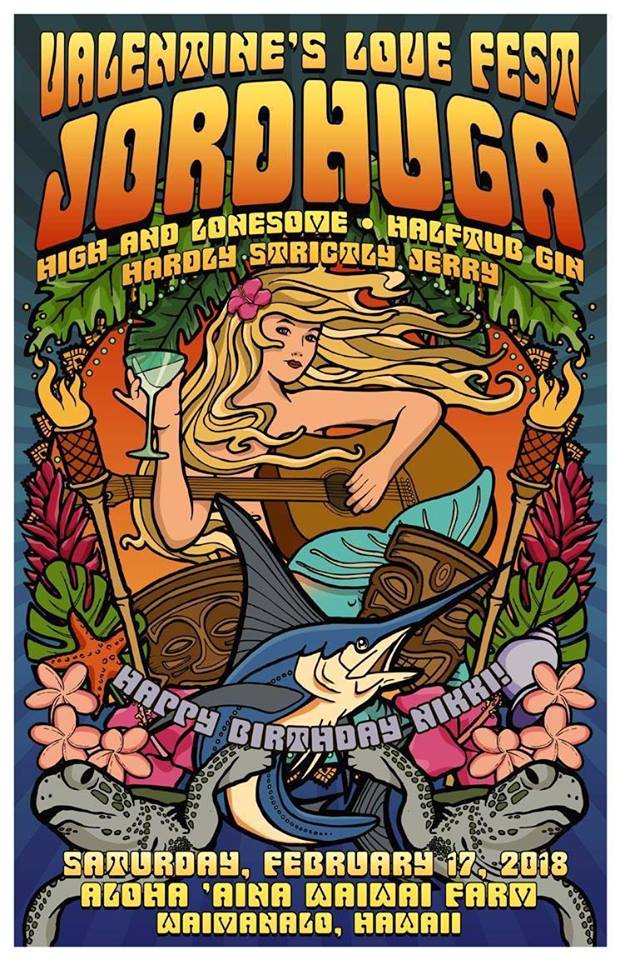 VALENTINE'S LOVE FEST
JORDHUGA
HIGH AND LONESOME • HALFTUB GIN
HARDLY STRICTLY JERRY
HAPPY BIRTHDAY NIKKI!!
SATURDAY, FEBRUARY 17, 2018
ALOHA 'AINA WAIWAI FARM
WAIMANALO, HAWAII